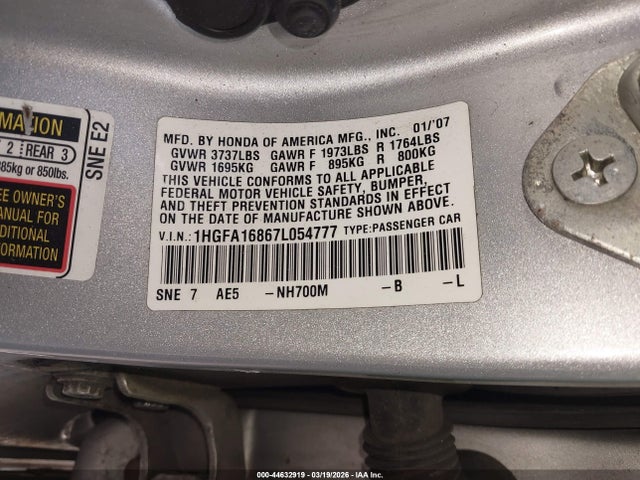 MATION
2 REAR 3
385kg or 850lbs.
EE OWNER'S
MANUAL FOR
DDITIONAL
FORMATION
SNE E2
MFD. BY HONDA OF AMERICA MFG., INC. 01/'07
GVWR 3737LBS GAWR F 1973LBS R 1764LBS
GVWR 1695KG GAWR F 895KG R 800KG
THIS VEHICLE CONFORMS TO ALL APPLICABLE
FEDERAL MOTOR VEHICLE SAFETY, BUMPER,
AND THEFT PREVENTION STANDARDS IN EFFECT
ON THE DATE OF MANUFACTURE SHOWN ABOVE.
V.I.N.: 1HGFA16867L054777 TYPE:PASSENGER CAR
SNE 7 AE5 -NH700M -B -L
000-44632919 - 03/19/2026 - Copyright IAA, Inc.